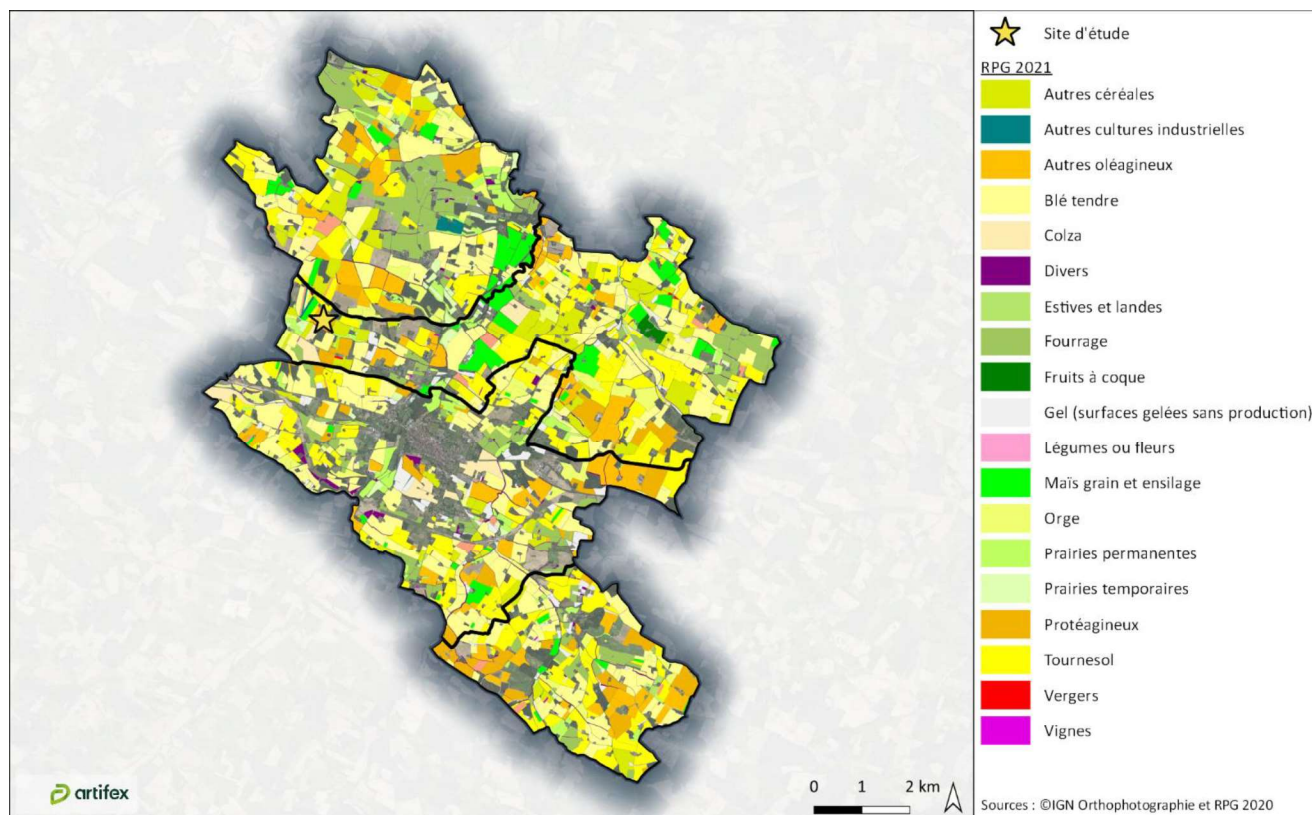 Site d'étude
RPG 2021
Autres céréales
Autres cultures industrielles
Autres oléagineux
Blé tendre
Colza
Divers
Estives et landes
Fourrage
Fruits à coque
Gel (surfaces gelées sans production)
Légumes ou fleurs
Maïs grain et ensilage
Orge
Prairies permanentes
Prairies temporaires
Protéagineux
Tournesol
Vergers
Vignes
artifex
0 1 2 km
Sources : ©IGN Orthophotographie et RPG 2020